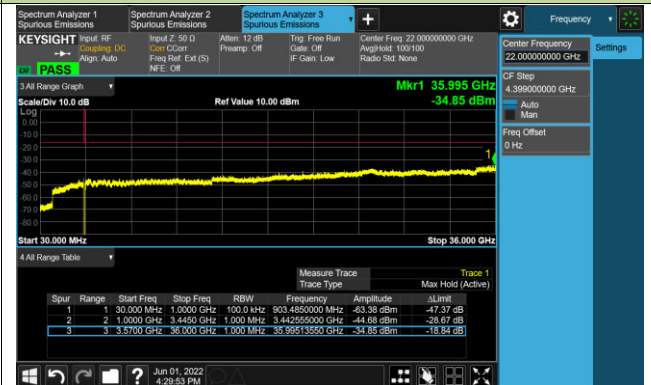 Spectrum Analyzer 1
Spurious Emissions
Spectrum Analyzer 2
Spurious Emissions
Spectrum Analyzer 3
Spurious Emissions
+
Frequency
KEYSIGHT
PASS
Input: RF
Coupling: DC
Align: Auto
Input Z: 50 Ω
Corr CCorr
Freq Ref: Ext (S)
NFE: Off
Atten: 12 dB
Preamp: Off
Trig: Free Run
Gate: Off
IF Gain: Low
Center Freq: 22.000000000 GHz
Avg|Hold: 100/100
Radio Std: None
Center Frequency
22.000000000 GHz
Settings
CF Step
4.399000000 GHz
Auto
Man
Freq Offset
0 Hz
3 All Range Graph
Mkr1 35.995 GHz
Scale/Div 10.0 dB
Ref Value 10.00 dBm
-34.85 dBm
Log
0.00
-10.0
-20.0
-30.0
-40.0
-50.0
-60.0
-70.0
-80.0
1
Start 30.000 MHz
Stop 36.000 GHz
4 All Range Table
Measure Trace Trace 1
Trace Type Max Hold (Active)
Spur Range Start Freq Stop Freq RBW Frequency Amplitude ΔLimit
1 1 30.000 MHz 1.0000 GHz 100.0 kHz 903.4850000 MHz -63.38 dBm -47.37 dB
2 2 1.0000 GHz 3.4450 GHz 1.000 MHz 3.442555000 GHz -44.68 dBm -28.67 dB
3 3 3.5700 GHz 36.000 GHz 1.000 MHz 35.99513550 GHz -34.85 dBm -18.84 dB
?
Jun 01, 2022
4:29:53 PM